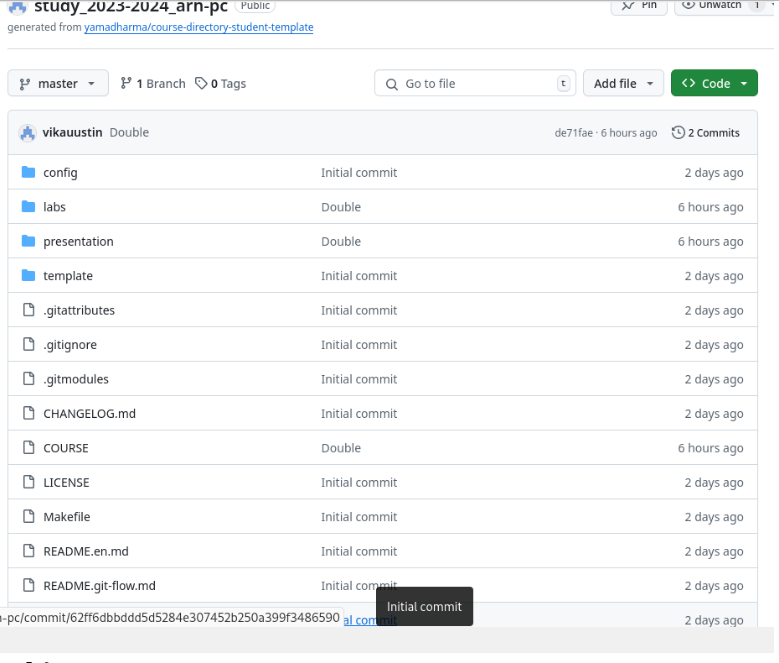 study_2023-2024_arn-pc Public Pin Unwatch 1
generated from yamadharma/course-directory-student-template
master 1 Branch 0 Tags Go to file t Add file Code
vikauustin Double de71fae · 6 hours ago 2 Commits
config Initial commit 2 days ago
labs Double 6 hours ago
presentation Double 6 hours ago
template Initial commit 2 days ago
.gitattributes Initial commit 2 days ago
.gitignore Initial commit 2 days ago
.gitmodules Initial commit 2 days ago
CHANGELOG.md Initial commit 2 days ago
COURSE Double 6 hours ago
LICENSE Initial commit 2 days ago
Makefile Initial commit 2 days ago
README.en.md Initial commit 2 days ago
README.git-flow.md Initial commit 2 days ago
Initial commit
-pc/commit/62ff6dbbddd5d5284e307452b250a399f3486590 al commit 2 days ago